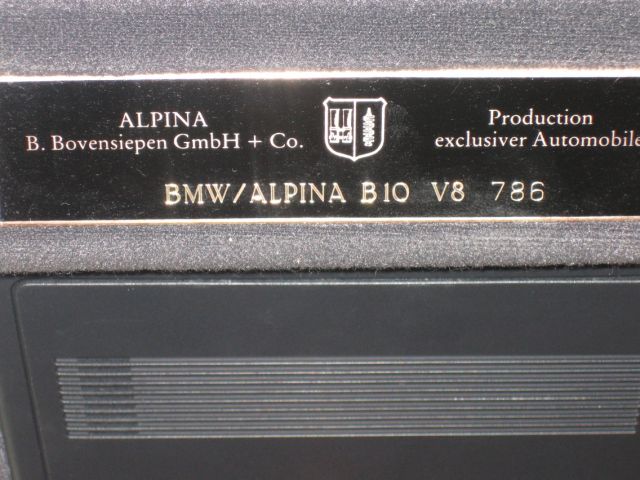 ALPINA
B. Bovensiepen GmbH + Co.
Production
exclusiver Automobile
BMW/ALPINA B10 V8 786